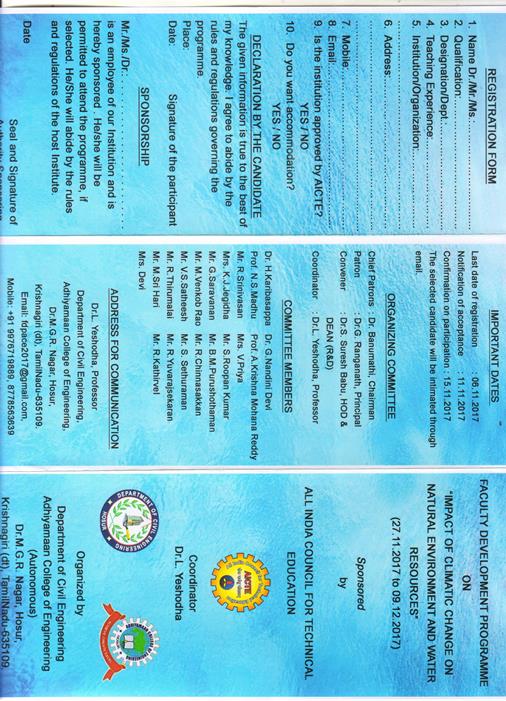 REGISTRATION FORM
1. Name Dr./Mr./Ms.
2. Qualification:
3. Designation/Dept
4. Teaching Experience:
5. Institution/Organization:
6. Address:
7. Mobile:
8. Email
9. Is the institution approved by AICTE?
YES / NO
10. Do you want accommodation?
YES / NO
DECLARATION BY THE CANDIDATE
The given information is true to the best of
my knowledge. I agree to abide by the
rules and regulations governing the
programme.
Place:
Date:
Signature of the participant
SPONSORSHIP
Mr./Ms./Dr.
is an employee of our Institution and is
hereby sponsored. He/she will be
permitted to attend the programme, if
selected. He/She will abide by the rules
and regulations of the host Institute
Date
Seal and Signature of
IMPORTANT DATES
Last date of registration : 06.11.2017
Notification of acceptance : 11.11.2017
Confirmation on participation : 15.11.2017
The selected candidate will be intimated through
email.
ORGANIZING COMMITTEE
Chief Patrons : Dr. Banumathi, Chairman
Patron : Dr.G. Ranganath, Principal
Convener : Dr.S Suresh Babu, HOD &
DEAN (R&D)
Coordinator : Dr.L. Yeshodha, Professor
COMMITTEE MEMBERS
Dr. H.Karibasappa Dr. G.Nandini Devi
Prof. N.S.Madhu Prof. A.Krishna Mohana Reddy
Mr. R.Srinivasan Mrs. V.Priya
Mrs. K.J.Jegidha Mr. S.Roopan Kumar
Mr. G.Saravanan Mr. B.M.Purushothaman
Mr. M.Venkob Rao Mr. R.Chinnasakkan
Mr. V.S.Satheesh Mr. S. Sethuraman
Mr. R.Thirumalai Mr. R.Yuvarajsekaran
Mr. M.Sri Hari Mr. R.Kathirvel
Mrs. Devi
ADDRESS FOR COMMUNICATION
Dr.L. Yeshodha, Professor
Department of Civil Engineering,
Adhiyamaan College of Engineering,
Dr.M.G.R. Nagar, Hosur,
Krishnagiri (dt), TamilNadu-635109.
Email: fdpaice2017@gmail.com,
FACULTY DEVELOPMENT PROGRAMME
ON
"IMPACT OF CLIMATIC CHANGE ON
NATURAL ENVIRONMENT AND WATER
RESOURCES"
(27.11.2017 to 09.12.2017)
Sponsored
by
ALL INDIA COUNCIL FOR TECHNICAL
EDUCATION
AICTE
Coordinator
Dr.L. Yeshodha
DEPARTMENT OF CIVIL ENGINEERING
HOSUR
Organized by
Department of Civil Engineering
Adhiyamaan College of Engineering
(Autonomous)
Dr.M.G.R. Nagar, Hosur,
Krishnagiri (dt), TamilNadu-635109.